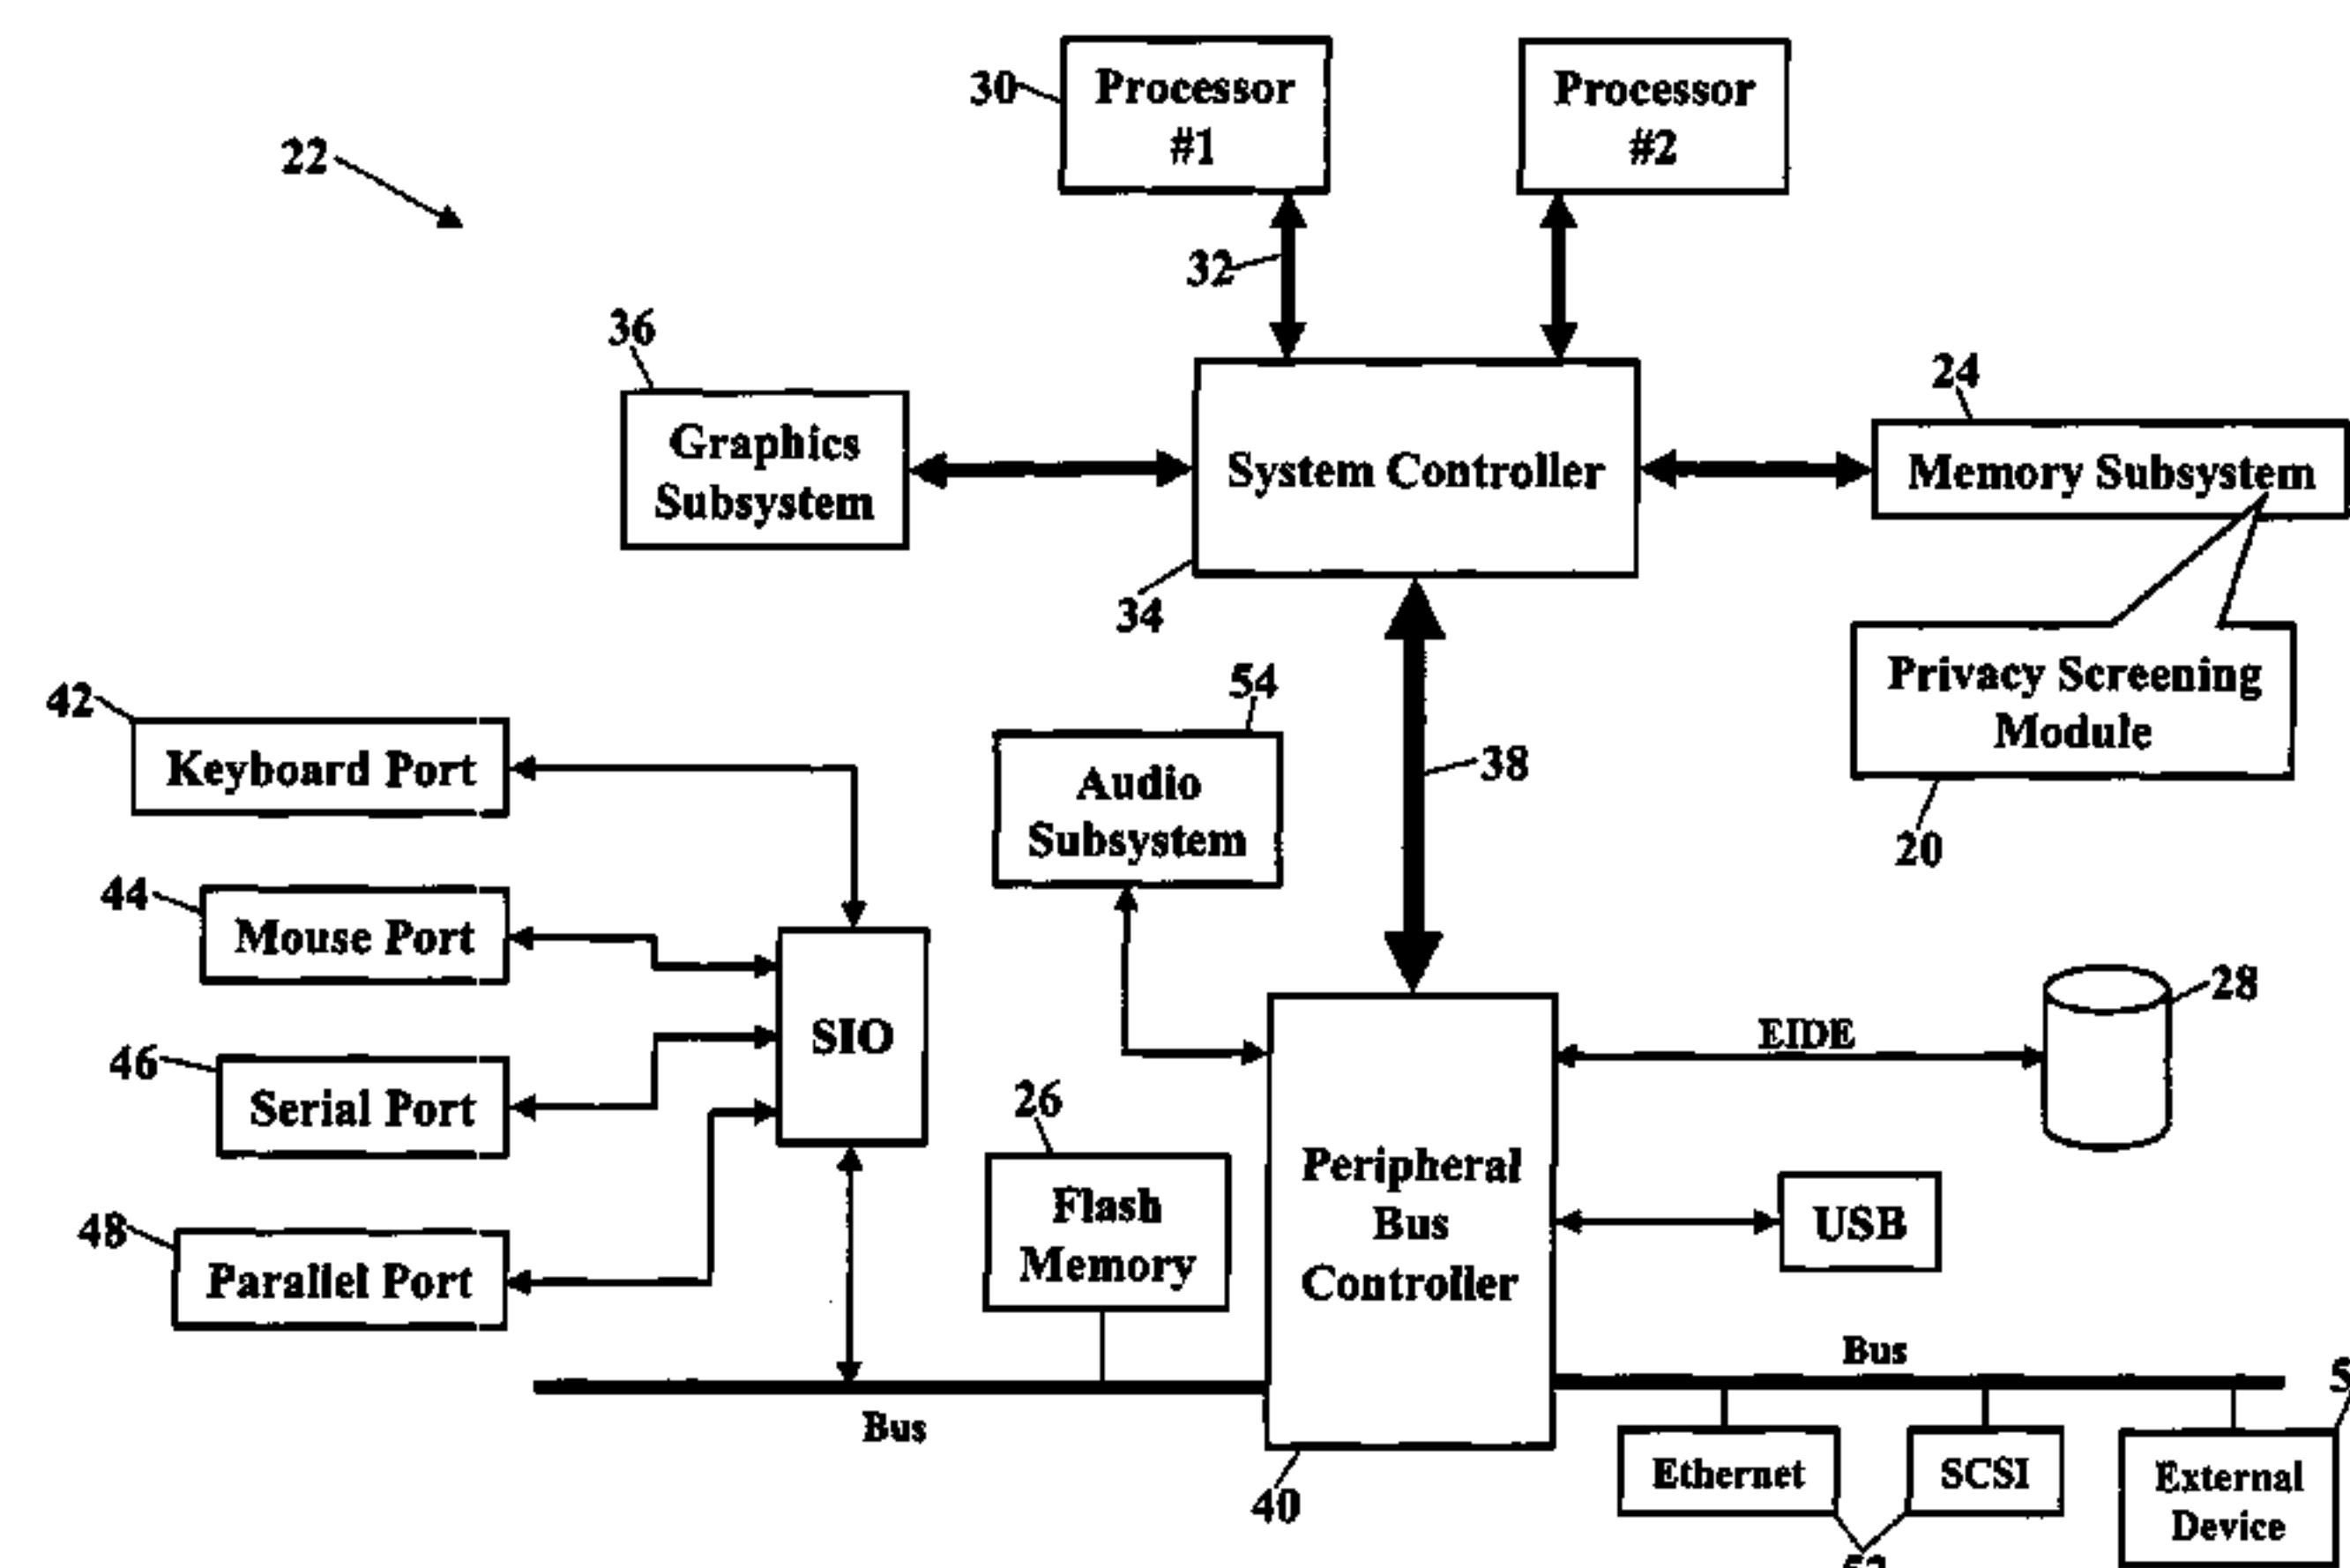 30
Processor
#1
Processor
#2
22
32
36
24
Graphics
Subsystem
System Controller
Memory Subsystem
34
42
54
Privacy Screening
Module
Keyboard Port
Audio
Subsystem
38
20
44
Mouse Port
28
SIO
EIDE
46
Serial Port
26
Flash
Memory
Peripheral
Bus
Controller
USB
48
Parallel Port
Bus
Bus
40
Ethernet
SCSI
External
Device